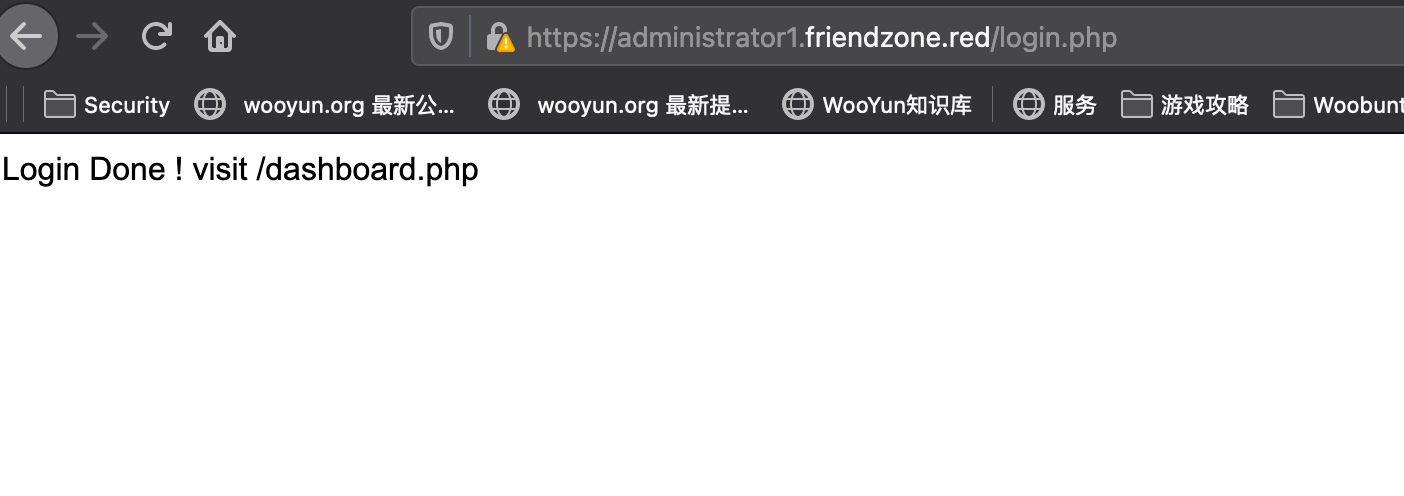 https://administrator1.friendzone.red/login.php
Security wooyun.org 最新公... wooyun.org 最新提... WooYun知识库 服务 游戏攻略 Woobunt
Login Done ! visit /dashboard.php